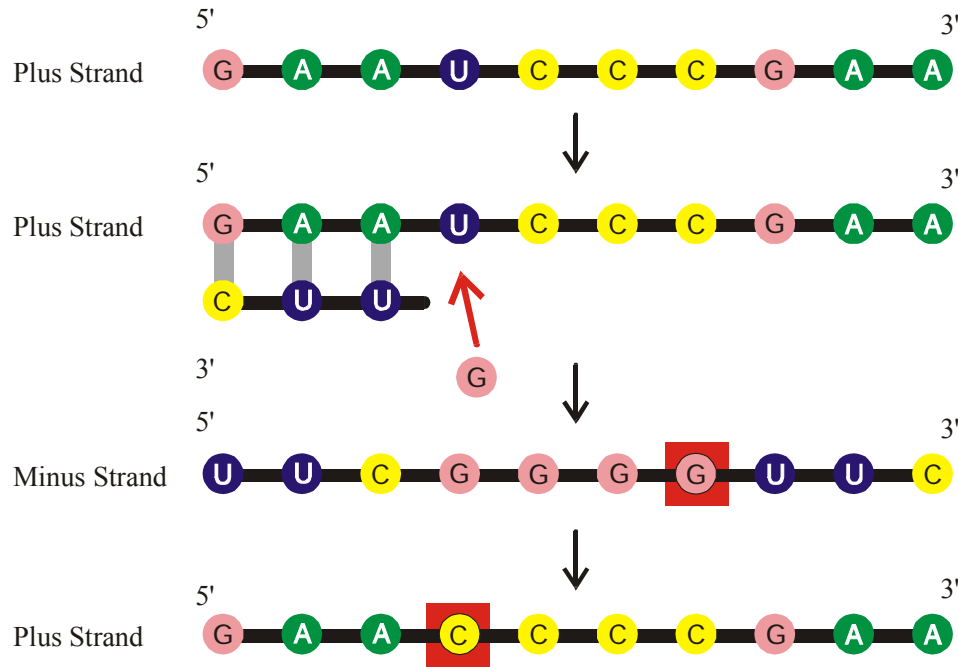 5' 3'
Plus Strand G A A U C C C G A A
5' 3'
Plus Strand G A A U C C C G A A
C U U
3' G
5' 3'
Minus Strand U U C G G G G U U C
5' 3'
Plus Strand G A A C C C C G A A